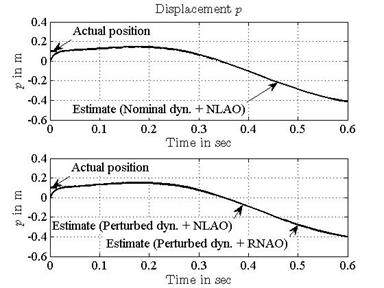 Displacement p
0.4
0.2
0
-0.2
-0.4
-0.6
p in m
Actual position
Estimate (Nominal dyn. + NLAO)
0 0.1 0.2 0.3 0.4 0.5 0.6
Time in sec
0.4
0.2
0
-0.2
-0.4
-0.6
p in m
Actual position
Estimate (Perturbed dyn. + NLAO)
Estimate (Perturbed dyn. + RNAO)
0 0.1 0.2 0.3 0.4 0.5 0.6
Time in sec